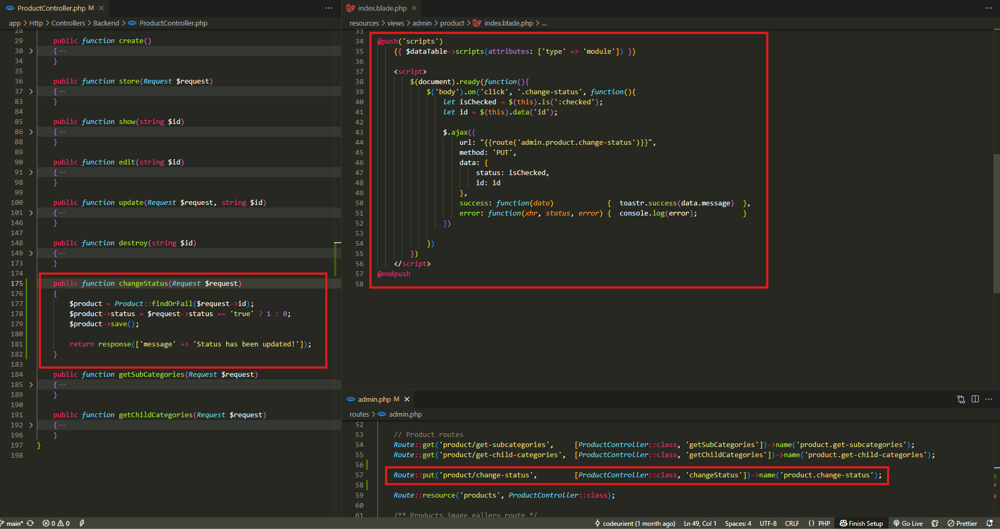 ProductController.php M
app > Http > Controllers > Backend > ProductController.php
28
29 public function create()
30 { ...
34 }
35
36 public function store(Request $request)
37 { ...
83 }
84
85 public function show(string $id)
86 { ...
88 }
89
90 public function edit(string $id)
91 { ...
98 }
99
100 public function update(Request $request, string $id)
101 { ...
146 }
147
148 public function destroy(string $id)
149 { ...
173 }
174
175 public function changeStatus(Request $request)
176 {
177 $product = Product::findOrFail($request->id);
178 $product->status = $request->status == 'true' ? 1 : 0;
179 $product->save();
180
181 return response(['message' => 'Status has been updated!']);
182 }
183
184 public function getSubCategories(Request $request)
185 { ...
189 }
190
191 public function getChildCategories(Request $request)
192 { ...
196 }
197 }
198
index.blade.php
resources > views > admin > product > index.blade.php > ...
33
34 @push('scripts')
35 {{ $dataTable->scripts(attributes: ['type' => 'module']) }}
36
37 <script>
38 $(document).ready(function(){
39 $('body').on('click', '.change-status', function(){
40 let isChecked = $(this).is(':checked');
41 let id = $(this).data('id');
42
43 $.ajax({
44 url: "{{route('admin.product.change-status')}}",
45 method: 'PUT',
46 data: {
47 status: isChecked,
48 id: id
49 },
50 success: function(data) { toastr.success(data.message) },
51 error: function(xhr, status, error) { console.log(error); }
52 })
53
54 })
55 })
56 </script>
57 @endpush
58
admin.php M
routes > admin.php
52
53 // Product routes
54 Route::get('product/get-subcategories', [ProductController::class, 'getSubCategories'])->name('product.get-subcategories');
55 Route::get('product/get-child-categories', [ProductController::class, 'getChildCategories'])->name('product.get-child-categories');
56
57 Route::put('product/change-status', [ProductController::class, 'changeStatus'])->name('product.change-status');
58
59 Route::resource('products', ProductController::class);
60
61 /** Products image gallery route */
main* 0 0 codeurient (1 month ago) Ln 49, Col 1 Spaces: 4 UTF-8 CRLF {} PHP Finish Setup Go Live Prettier